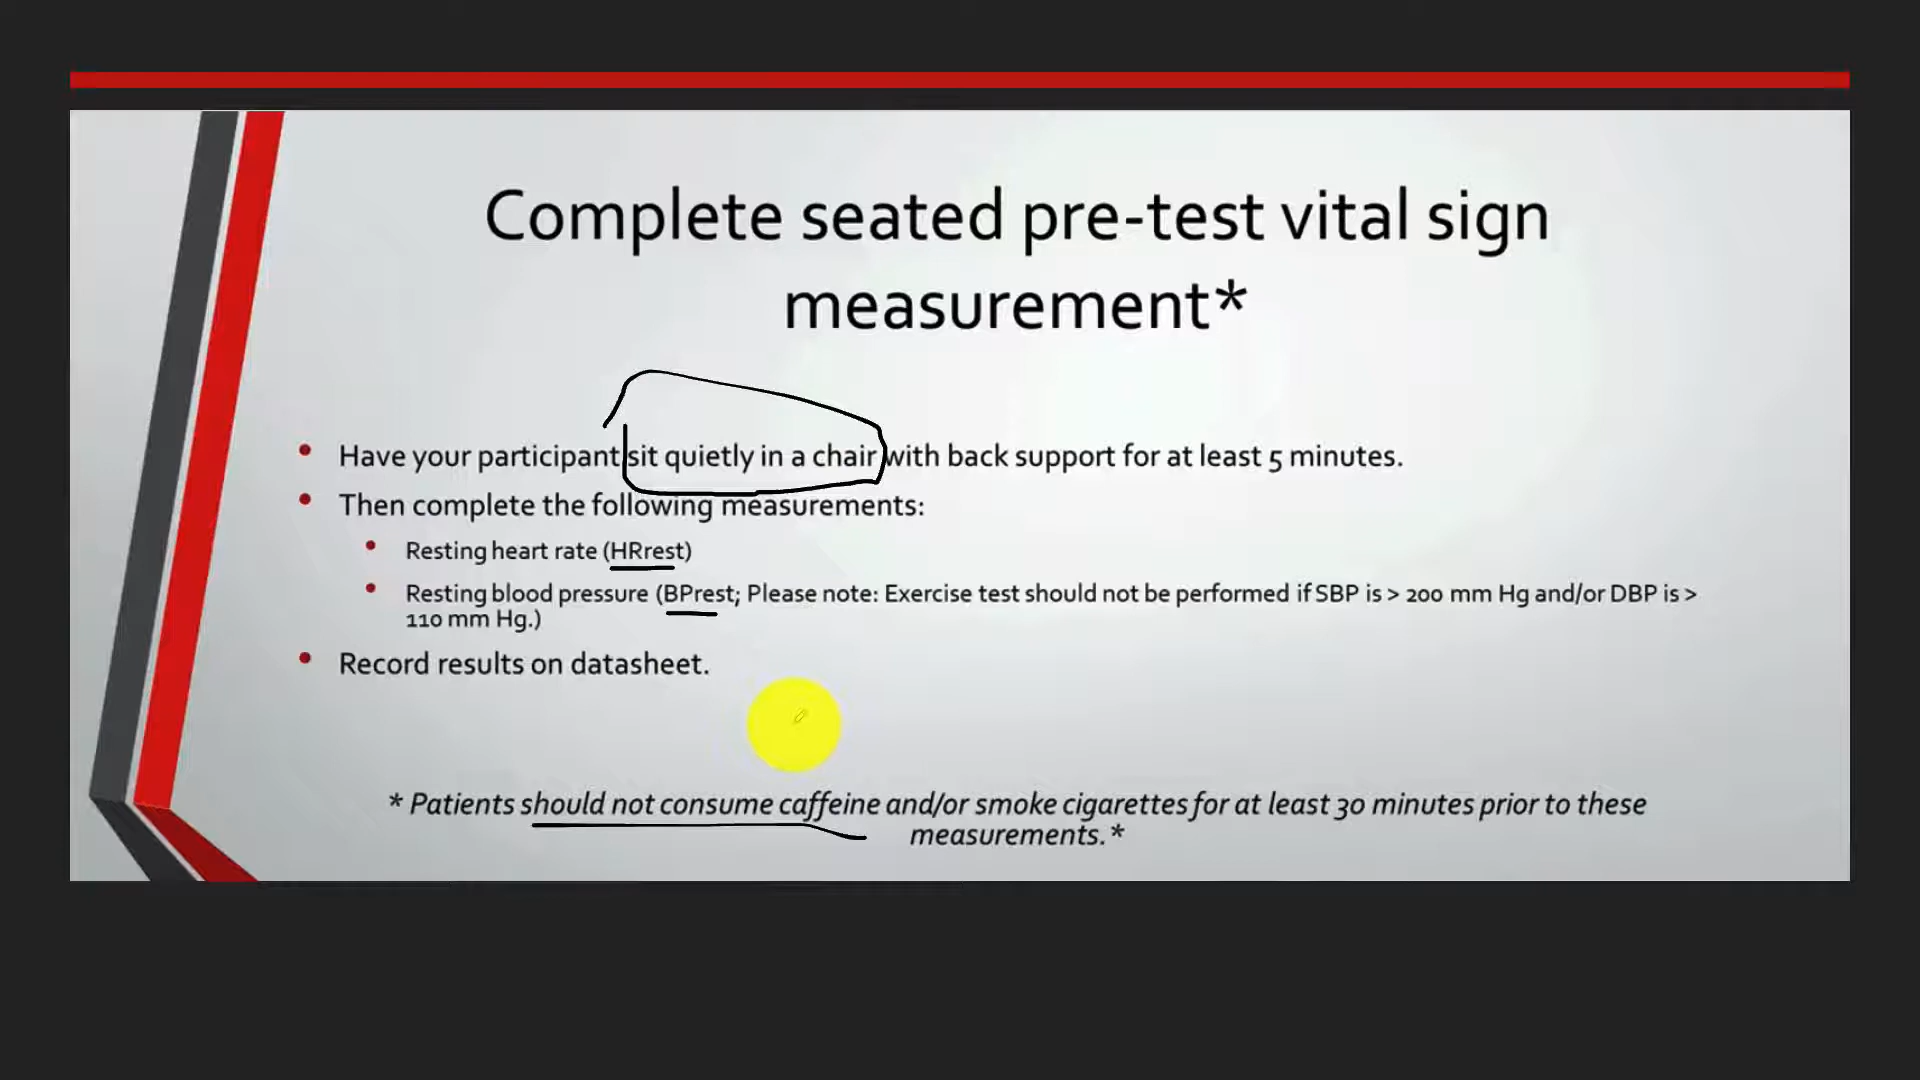 Complete seated pre-test vital sign
measurement*
• Have your participant sit quietly in a chair with back support for at least 5 minutes.
• Then complete the following measurements:
• Resting heart rate (HRrest)
• Resting blood pressure (BPrest; Please note: Exercise test should not be performed if SBP is > 200 mm Hg and/or DBP is >
110 mm Hg.)
• Record results on datasheet.
* Patients should not consume caffeine and/or smoke cigarettes for at least 30 minutes prior to these
measurements. *